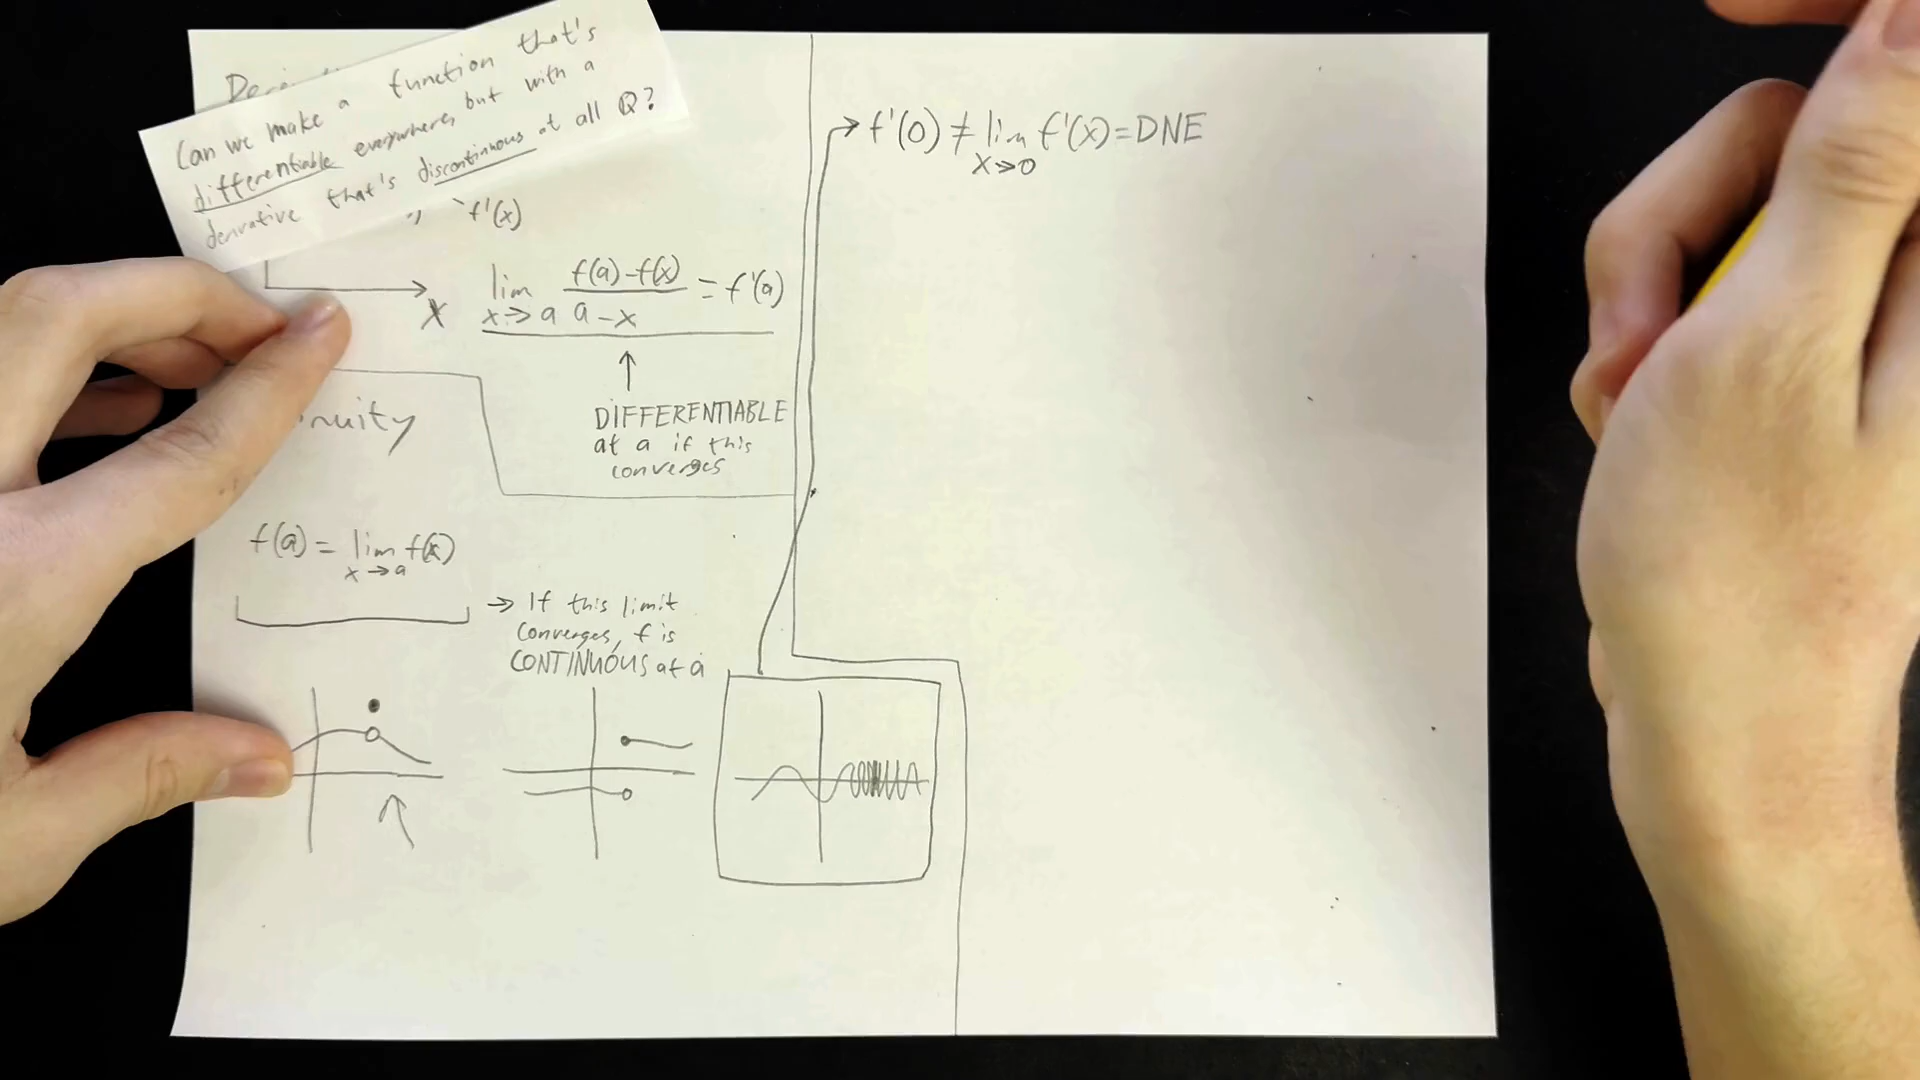 Can we make a function that's
differentiable everywhere, but with a
derivative that's discontinuous at all Q?
f'(x)
x
lim x→a f(a)-f(x) / a-x = f'(a)
↑
DIFFERENTIABLE
at a if this
converges
nuity
f(a) = lim x→a f(x)
→ If this limit
converges, f is
CONTINUOUS at a
f'(0) ≠ lim x→0 f'(x) = DNE